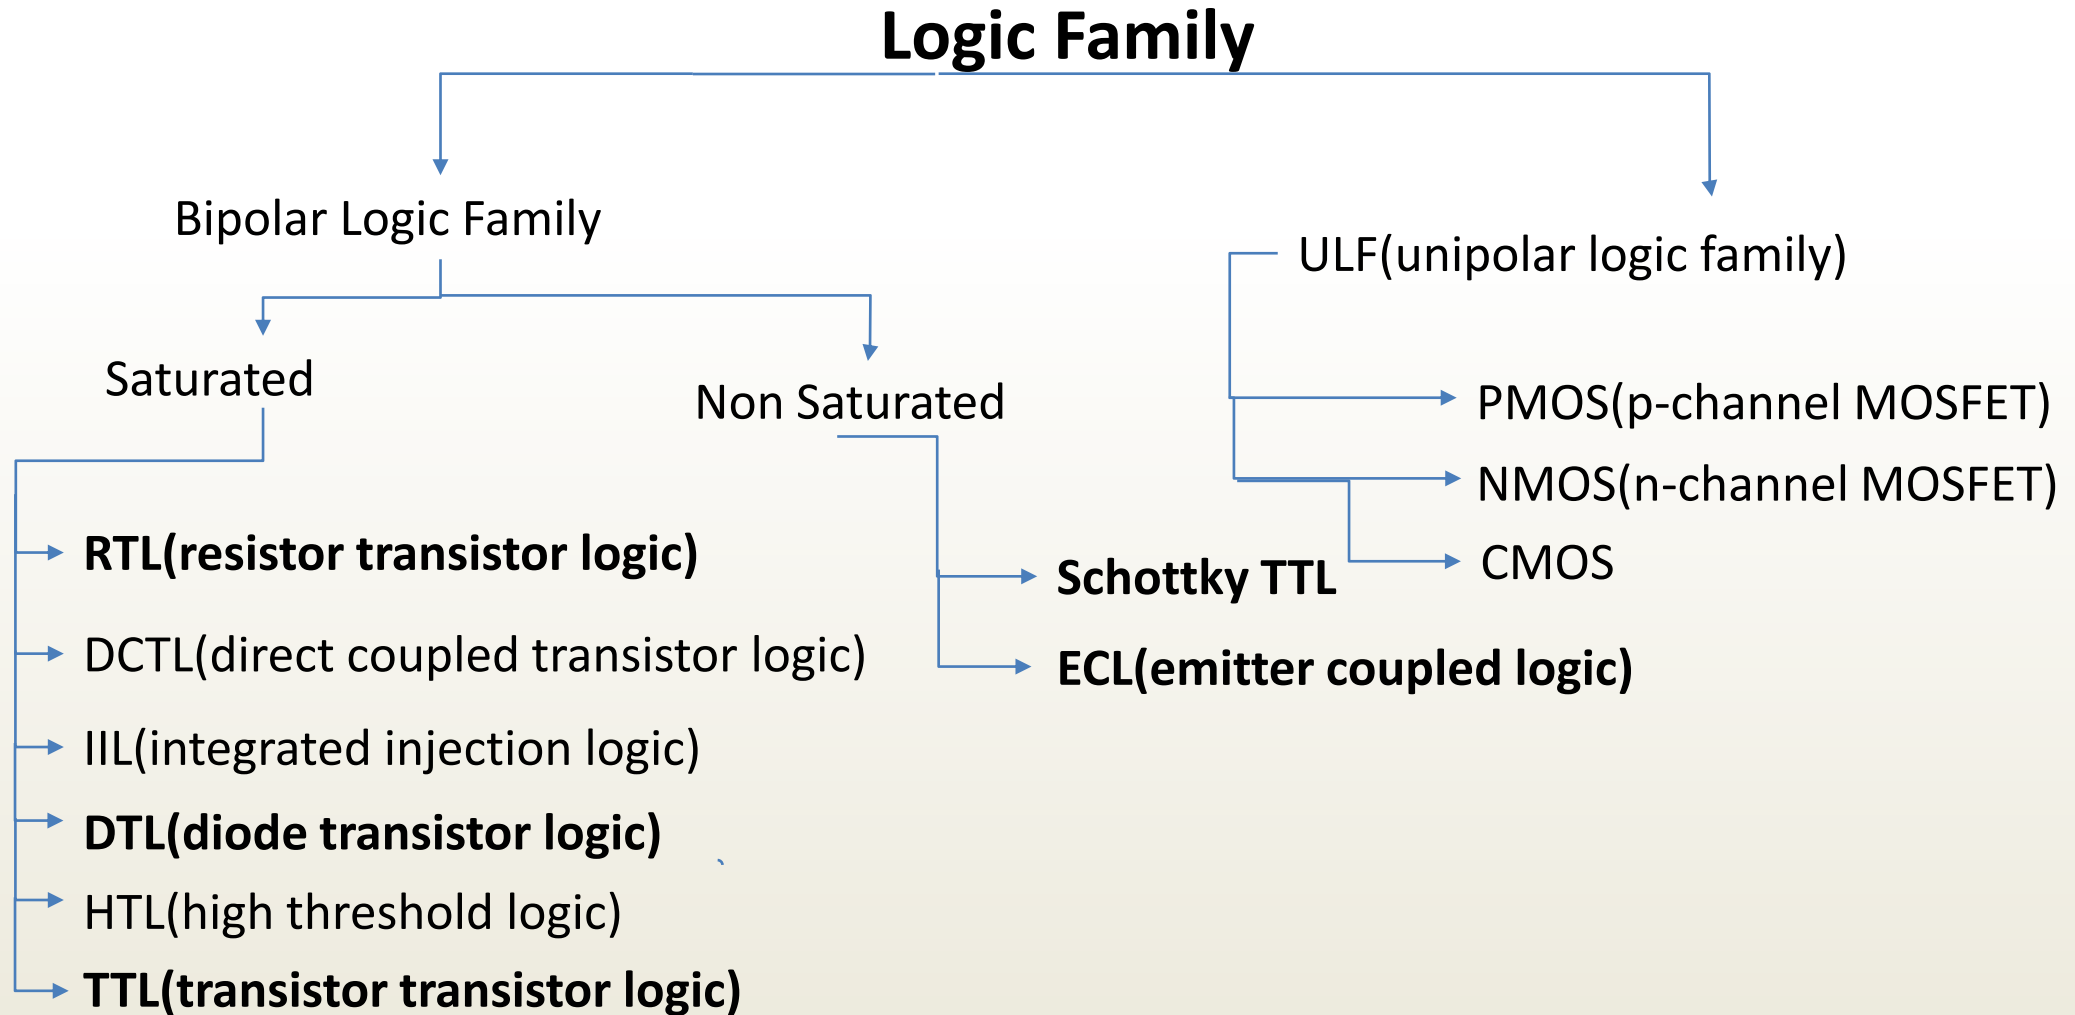 Logic Family
Bipolar Logic Family
ULF(unipolar logic family)
Saturated
Non Saturated
PMOS(p-channel MOSFET)
NMOS(n-channel MOSFET)
CMOS
RTL(resistor transistor logic)
DCTL(direct coupled transistor logic)
IIL(integrated injection logic)
DTL(diode transistor logic)
HTL(high threshold logic)
TTL(transistor transistor logic)
Schottky TTL
ECL(emitter coupled logic)